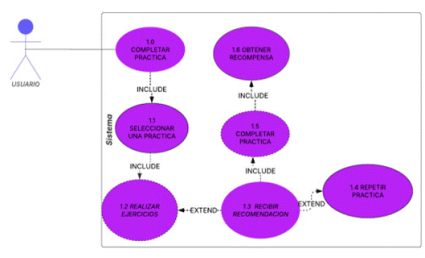 1.0
COMPLETAR
PRACTICA
1.6 OBTENER
RECOMPENSA
USUARIO
INCLUDE
INCLUDE
Sistema
1.1
SELECCIONAR
UNA PRACTICA
1.5
COMPLETAR
PRACTICA
INCLUDE
INCLUDE
1.2 REALIZAR
EJERCICIOS
EXTEND
1.3 RECIBIR
RECOMENDACION
EXTEND
1.4 REPETIR
PRACTICA